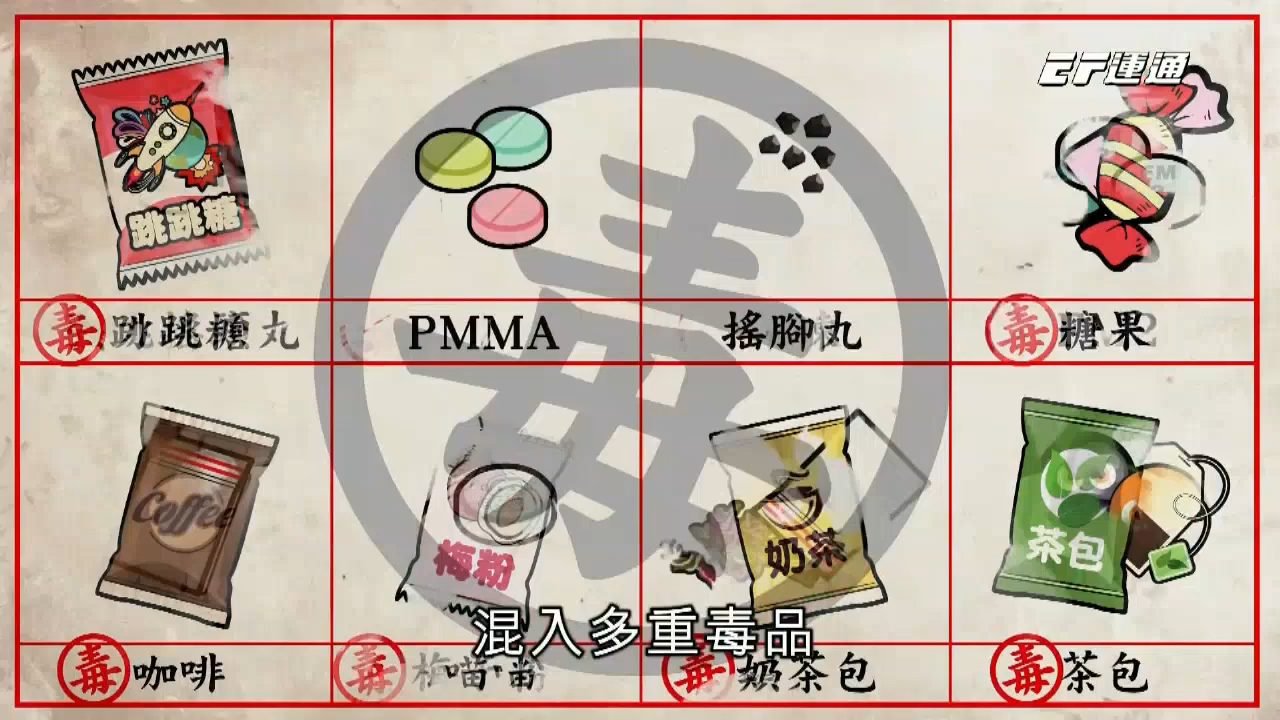 EF運通
跳跳糖
毒 跳跳糖丸
PMMA
搖腳丸
毒 糖果
Coffee
梅粉
奶茶
茶包
混入多重毒品
毒 咖啡
毒
毒 奶茶包
毒 茶包
毒